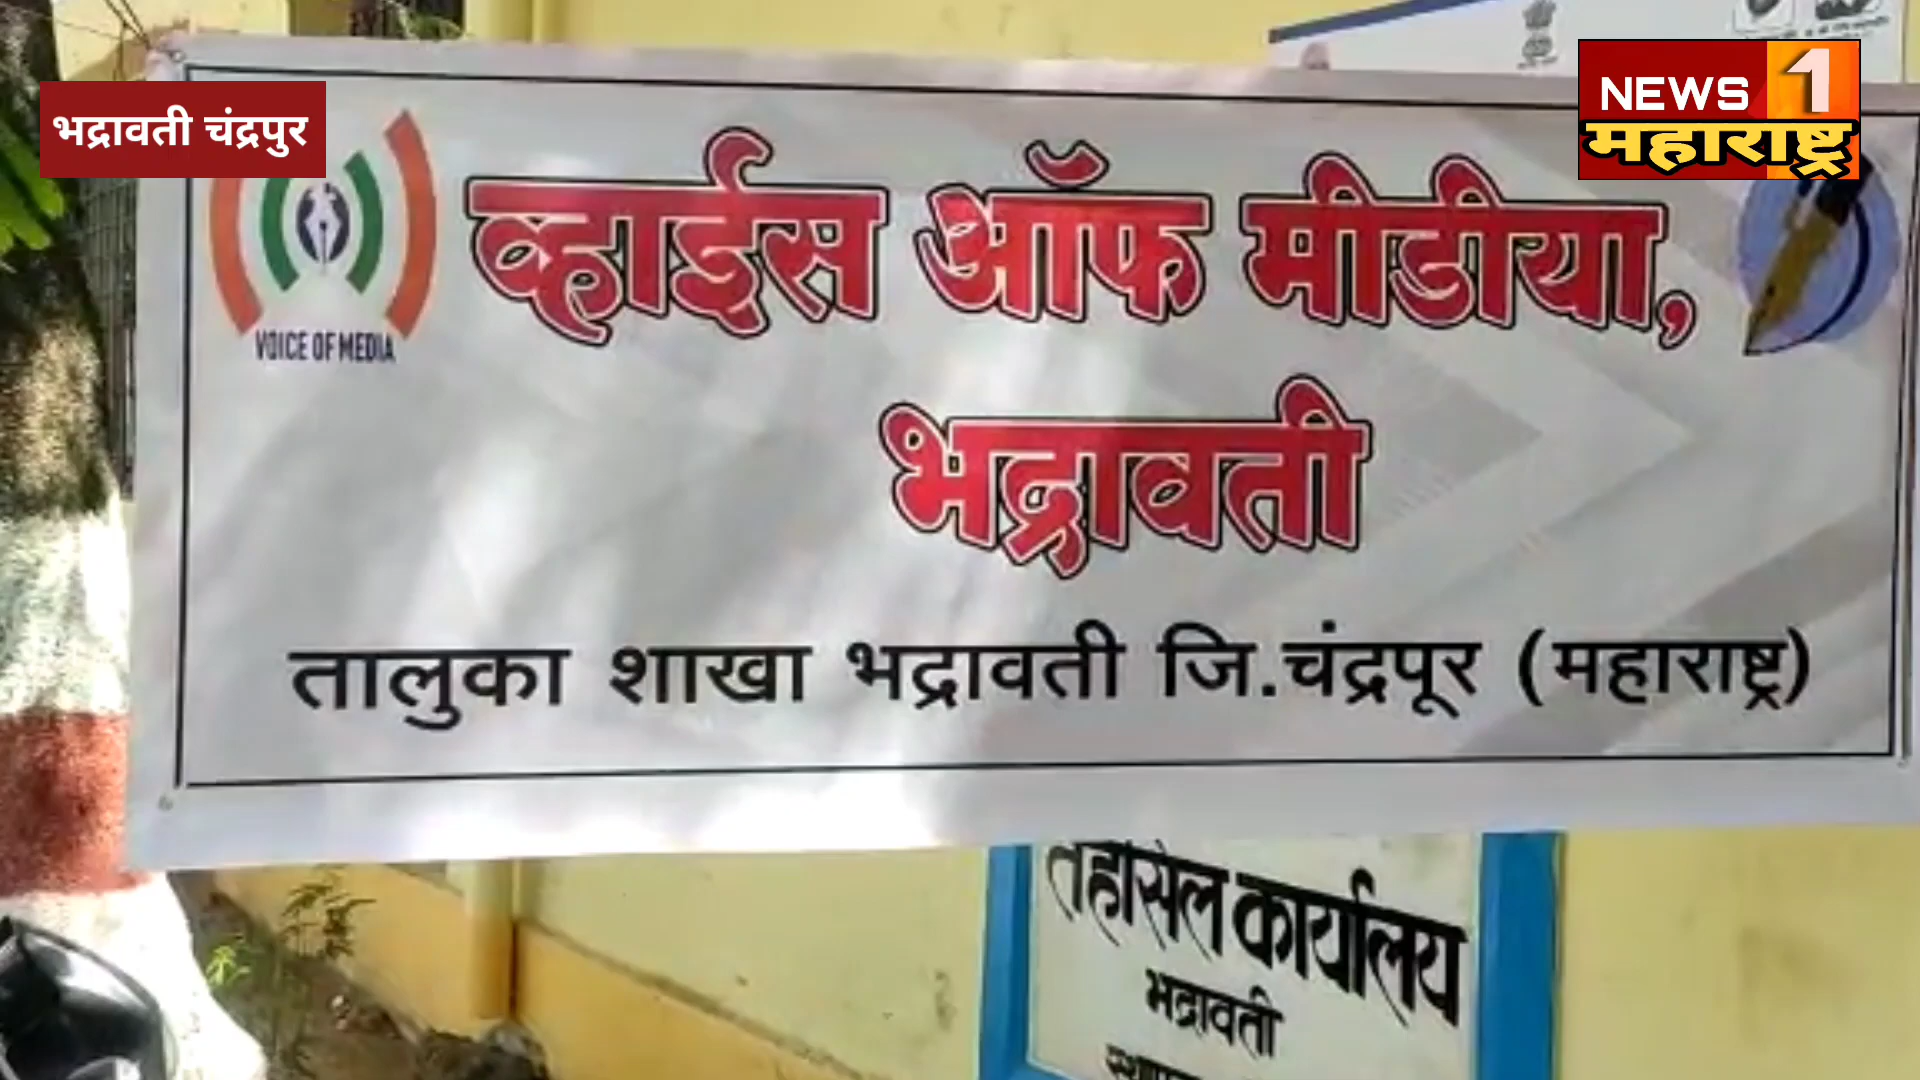 भद्रावती चंद्रपुर
NEWS 1
महाराष्ट्र
VOICE OF MEDIA
व्हाईस ऑफ मीडीया,
भद्रावती
तालुका शाखा भद्रावती जि.चंद्रपूर (महाराष्ट्र)
तहसिल कार्यालय
भद्रावती